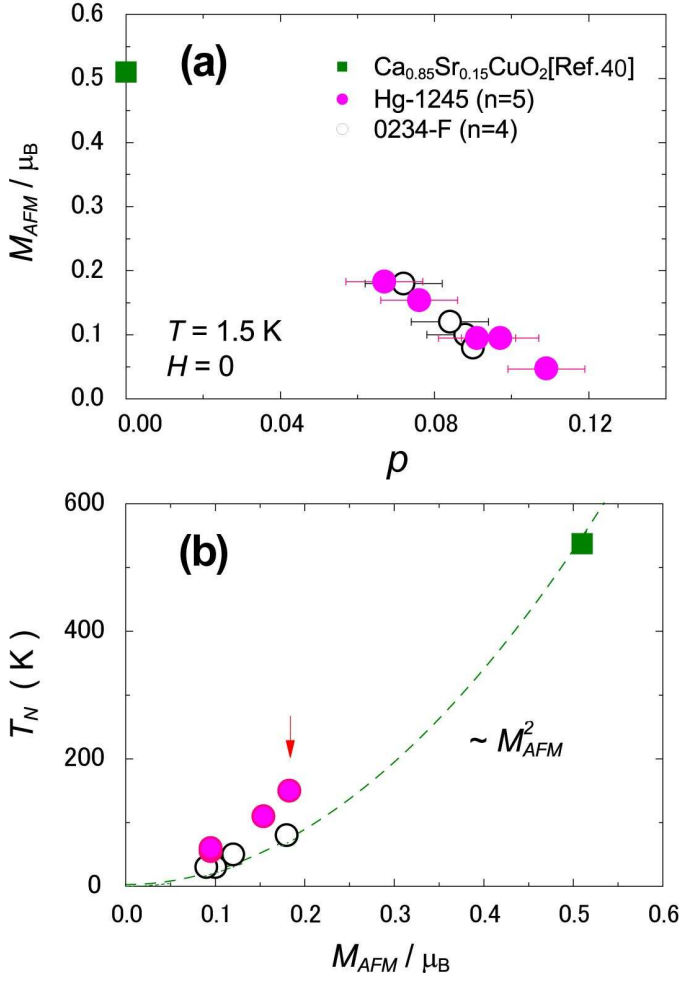 0.6
(a)
Ca0.85Sr0.15CuO2[Ref.40]
0.5
Hg-1245 (n=5)
0234-F (n=4)
0.4
MAFM / μB
0.3
0.2
T = 1.5 K
0.1
H = 0
0.0
0.00 0.04 0.08 0.12
p
600
(b)
400
TN ( K )
~ M²AFM
200
0
0.0 0.1 0.2 0.3 0.4 0.5 0.6
MAFM / μB